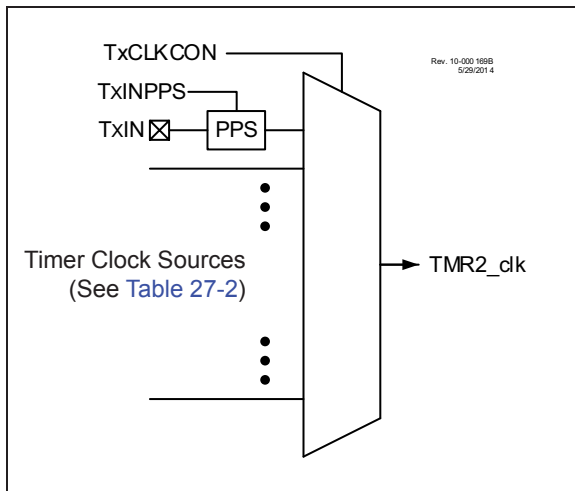 TxCLKCON
Rev. 10-000 169B
5/29/2014
TxINPPS
TxIN
PPS
Timer Clock Sources
(See Table 27-2)
TMR2_clk